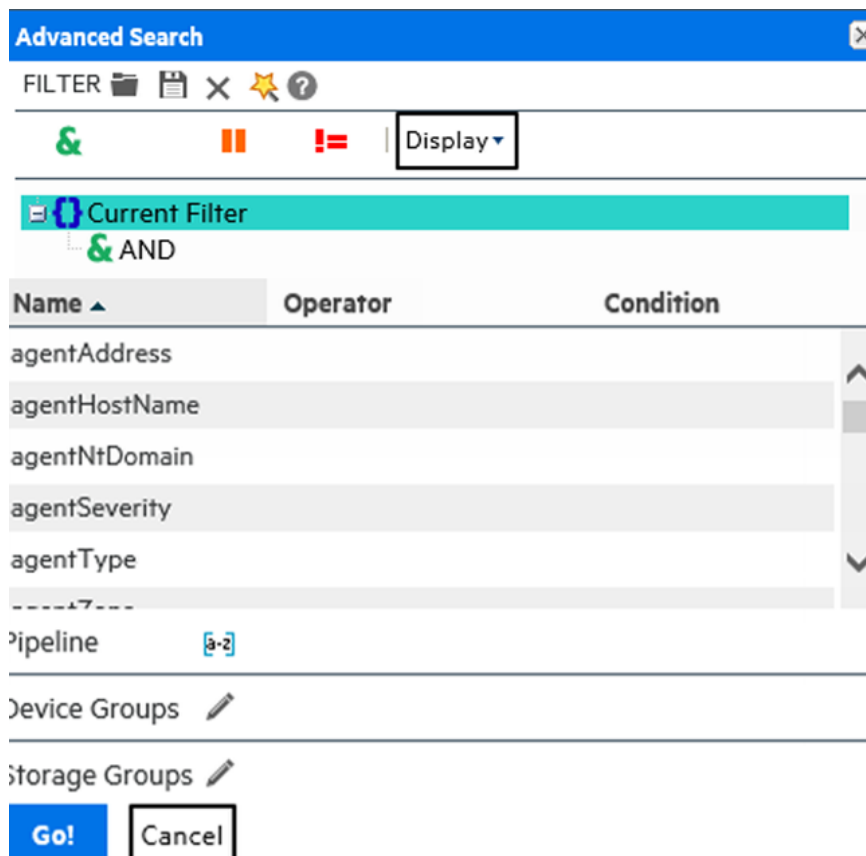 Advanced Search
FILTER
& != Display
{} Current Filter
& AND
Name Operator Condition
agentAddress
agentHostName
agentNtDomain
agentSeverity
agentType
Pipeline [a-z]
Device Groups
Storage Groups
Go! Cancel